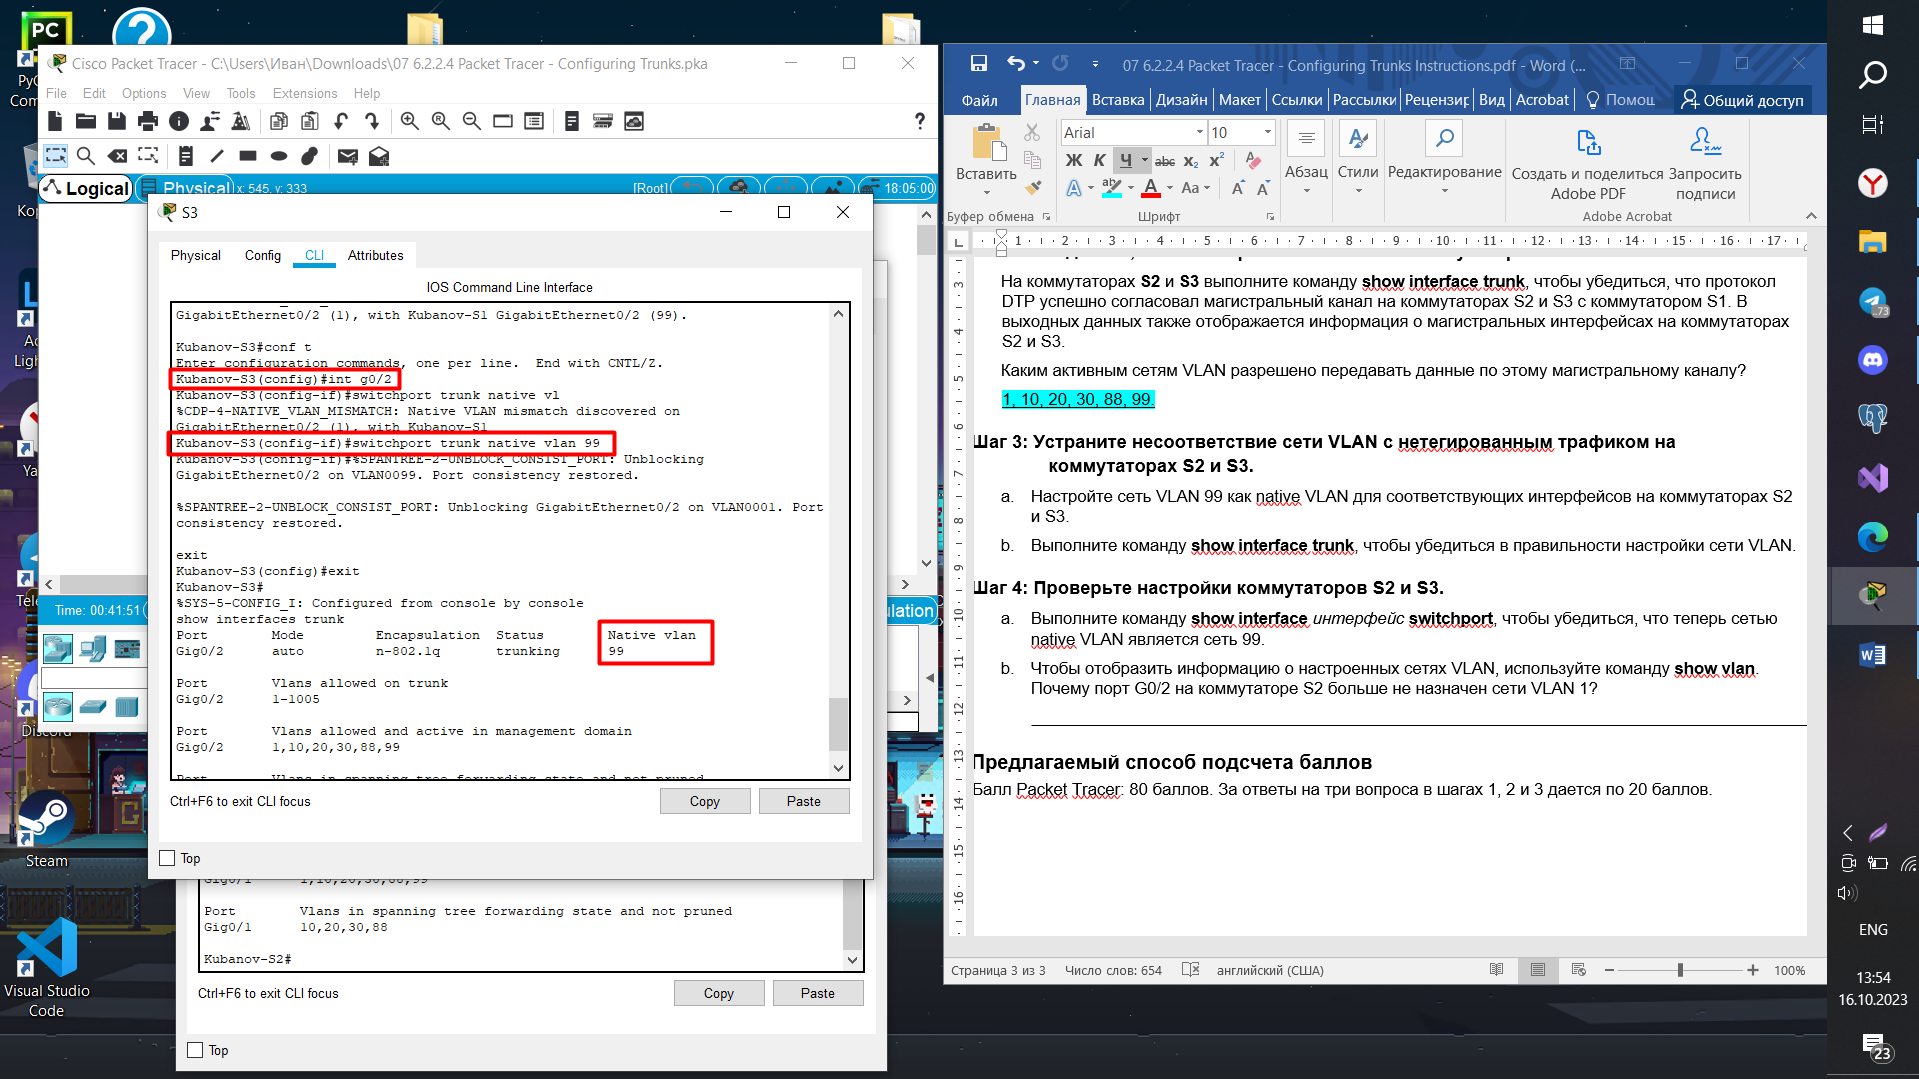 Cisco Packet Tracer - C:\Users\Иван\Downloads\07 6.2.2.4 Packet Tracer - Configuring Trunks.pka
File Edit Options View Tools Extensions Help
Logical Physical x: 545, y: 333 [Root] 18:05:00
S3
Physical Config CLI Attributes
IOS Command Line Interface
GigabitEthernet0/2 (1), with Kubanov-S1 GigabitEthernet0/2 (99).
Kubanov-S3#conf t
Enter configuration commands, one per line. End with CNTL/Z.
Kubanov-S3(config)#int g0/2
Kubanov-S3(config-if)#switchport trunk native vl
%CDP-4-NATIVE_VLAN_MISMATCH: Native VLAN mismatch discovered on
GigabitEthernet0/2 (1), with Kubanov-S1
Kubanov-S3(config-if)#switchport trunk native vlan 99
Kubanov-S3(config-if)#%SPANTREE-2-UNBLOCK_CONSIST_PORT: Unblocking
GigabitEthernet0/2 on VLAN0099. Port consistency restored.
%SPANTREE-2-UNBLOCK_CONSIST_PORT: Unblocking GigabitEthernet0/2 on VLAN0001. Port
consistency restored.
exit
Kubanov-S3(config)#exit
Kubanov-S3#
%SYS-5-CONFIG_I: Configured from console by console
show interfaces trunk
Port Mode Encapsulation Status Native vlan
Gig0/2 auto n-802.1q trunking 99
Port Vlans allowed on trunk
Gig0/2 1-1005
Port Vlans allowed and active in management domain
Gig0/2 1,10,20,30,88,99
Port Vlans in spanning tree forwarding state and not pruned
Ctrl+F6 to exit CLI focus
Copy Paste
Top
Time: 00:41:51
Gig0/1 1,10,20,30,88,99
Port Vlans in spanning tree forwarding state and not pruned
Gig0/1 10,20,30,88
Kubanov-S2#
Ctrl+F6 to exit CLI focus
Copy Paste
Top
PC
Steam
Visual Studio
Code
07 6.2.2.4 Packet Tracer - Configuring Trunks Instructions.pdf - Word (...
Файл Главная Вставка Дизайн Макет Ссылки Рассылки Рецензир Вид Acrobat Помощ Общий доступ
Arial 10
Вставить
Ж К Ч abc x₂ x²
Абзац Стили Редактирование
Создать и поделиться
Adobe PDF
Запросить
подписи
Буфер обмена Шрифт Adobe Acrobat
На коммутаторах S2 и S3 выполните команду show interface trunk, чтобы убедиться, что протокол
DTP успешно согласовал магистральный канал на коммутаторах S2 и S3 с коммутатором S1. В
выходных данных также отображается информация о магистральных интерфейсах на коммутаторах
S2 и S3.
Каким активным сетям VLAN разрешено передавать данные по этому магистральному каналу?
1, 10, 20, 30, 88, 99.
Шаг 3: Устраните несоответствие сети VLAN с нетегированным трафиком на
коммутаторах S2 и S3.
a. Настройте сеть VLAN 99 как native VLAN для соответствующих интерфейсов на коммутаторах S2
и S3.
b. Выполните команду show interface trunk, чтобы убедиться в правильности настройки сети VLAN.
Шаг 4: Проверьте настройки коммутаторов S2 и S3.
a. Выполните команду show interface интерфейс switchport, чтобы убедиться, что теперь сетью
native VLAN является сеть 99.
b. Чтобы отобразить информацию о настроенных сетях VLAN, используйте команду show vlan.
Почему порт G0/2 на коммутаторе S2 больше не назначен сети VLAN 1?
Предлагаемый способ подсчета баллов
Балл Packet Tracer: 80 баллов. За ответы на три вопроса в шагах 1, 2 и 3 дается по 20 баллов.
Страница 3 из 3 Число слов: 654 английский (США) 100%
ENG
13:54
16.10.2023
23